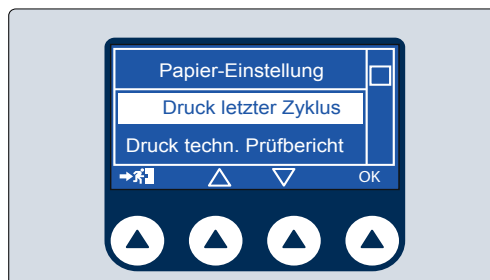 Papier-Einstellung
Druck letzter Zyklus
Druck techn. Prüfbericht
OK